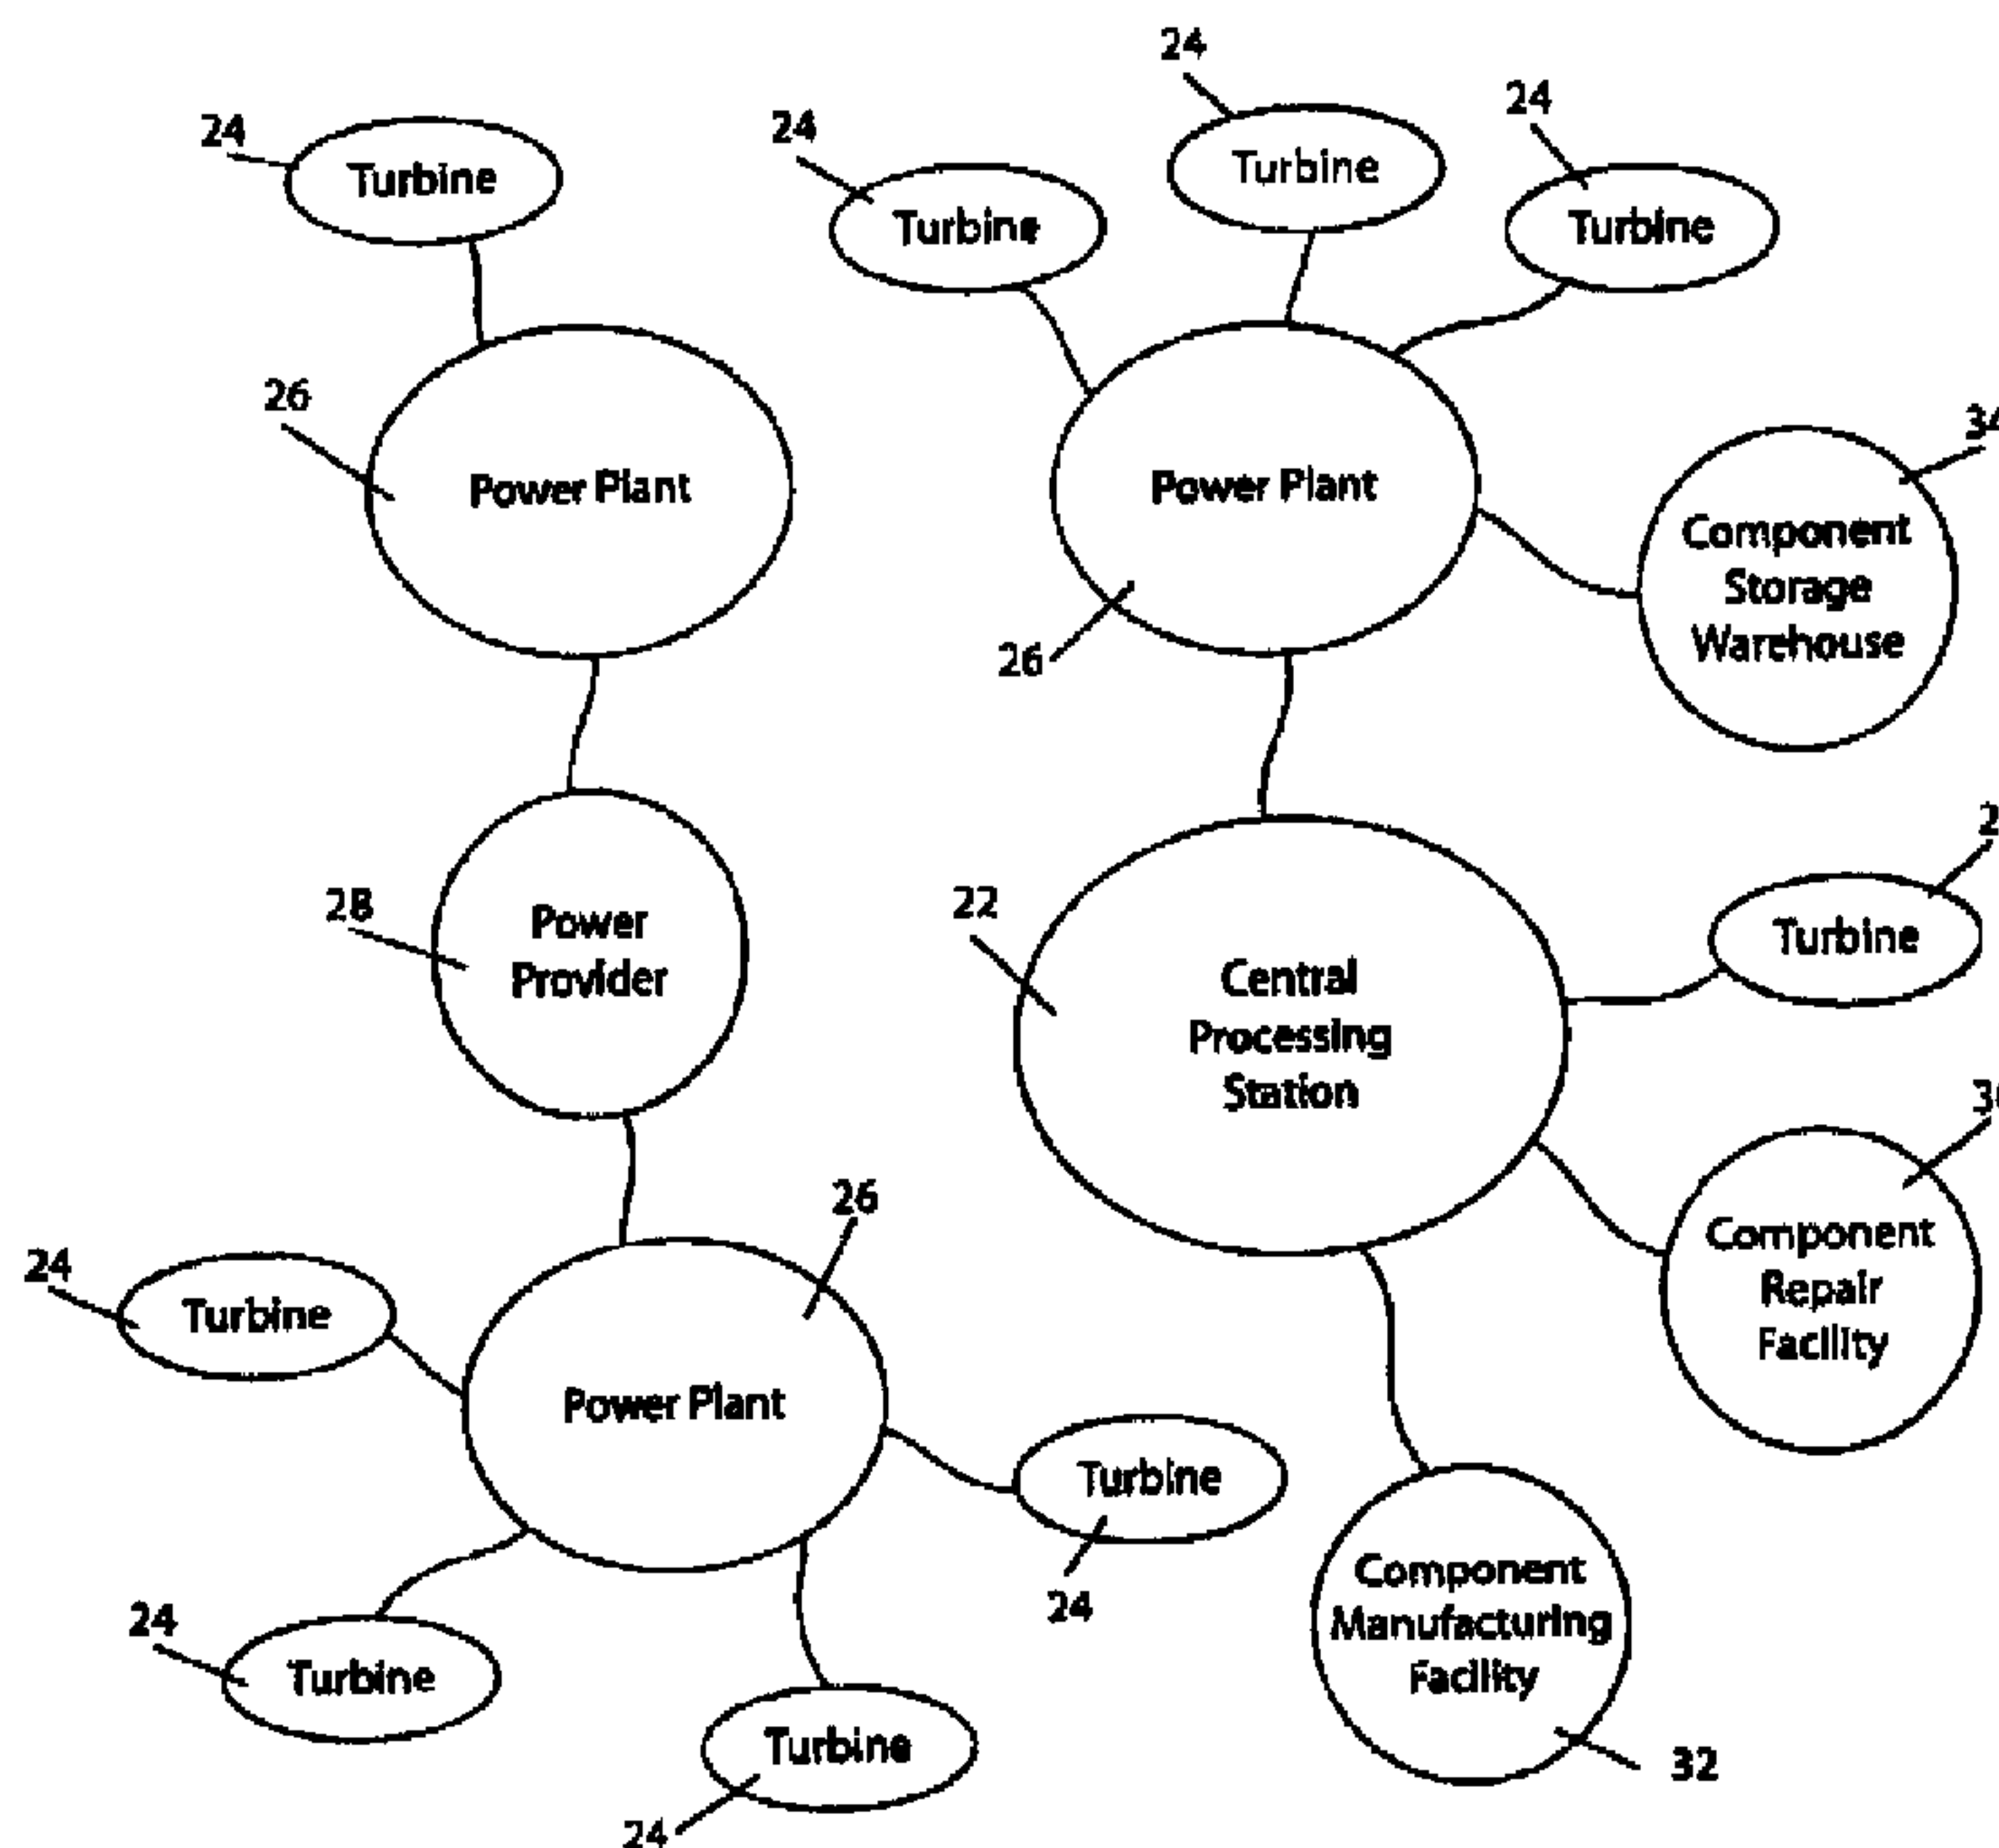 24
24
24
24
Turbine
Turbine
Turbine
Turbine
26
Power Plant
Power Plant
34
Component
Storage
Warehouse
26
28
Power
Provider
22
Central
Processing
Station
Turbine
26
24
Turbine
Component
Repair
Facility
Power Plant
Turbine
24
24
Turbine
Component
Manufacturing
Facility
Turbine
24
32